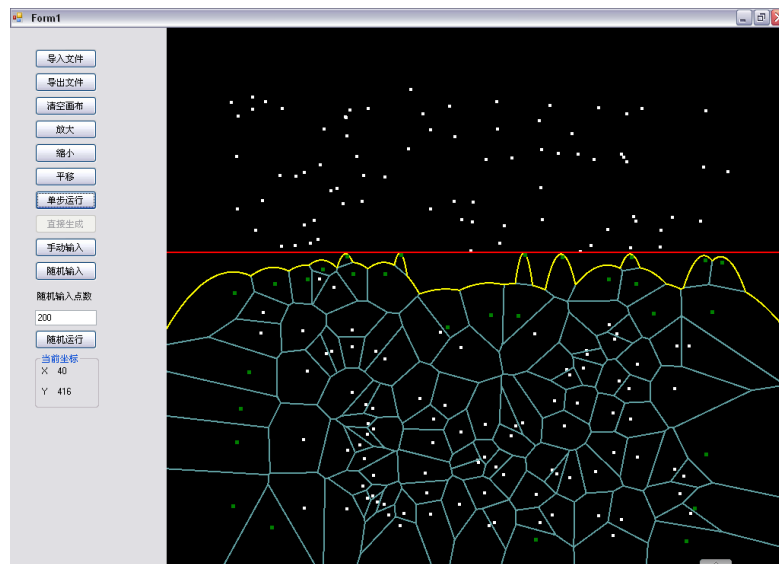 Form1
导入文件
导出文件
清空画布
放大
缩小
平移
单步运行
直接生成
手动输入
随机输入
随机输入点数
200
随机运行
当前坐标
X 40
Y 416